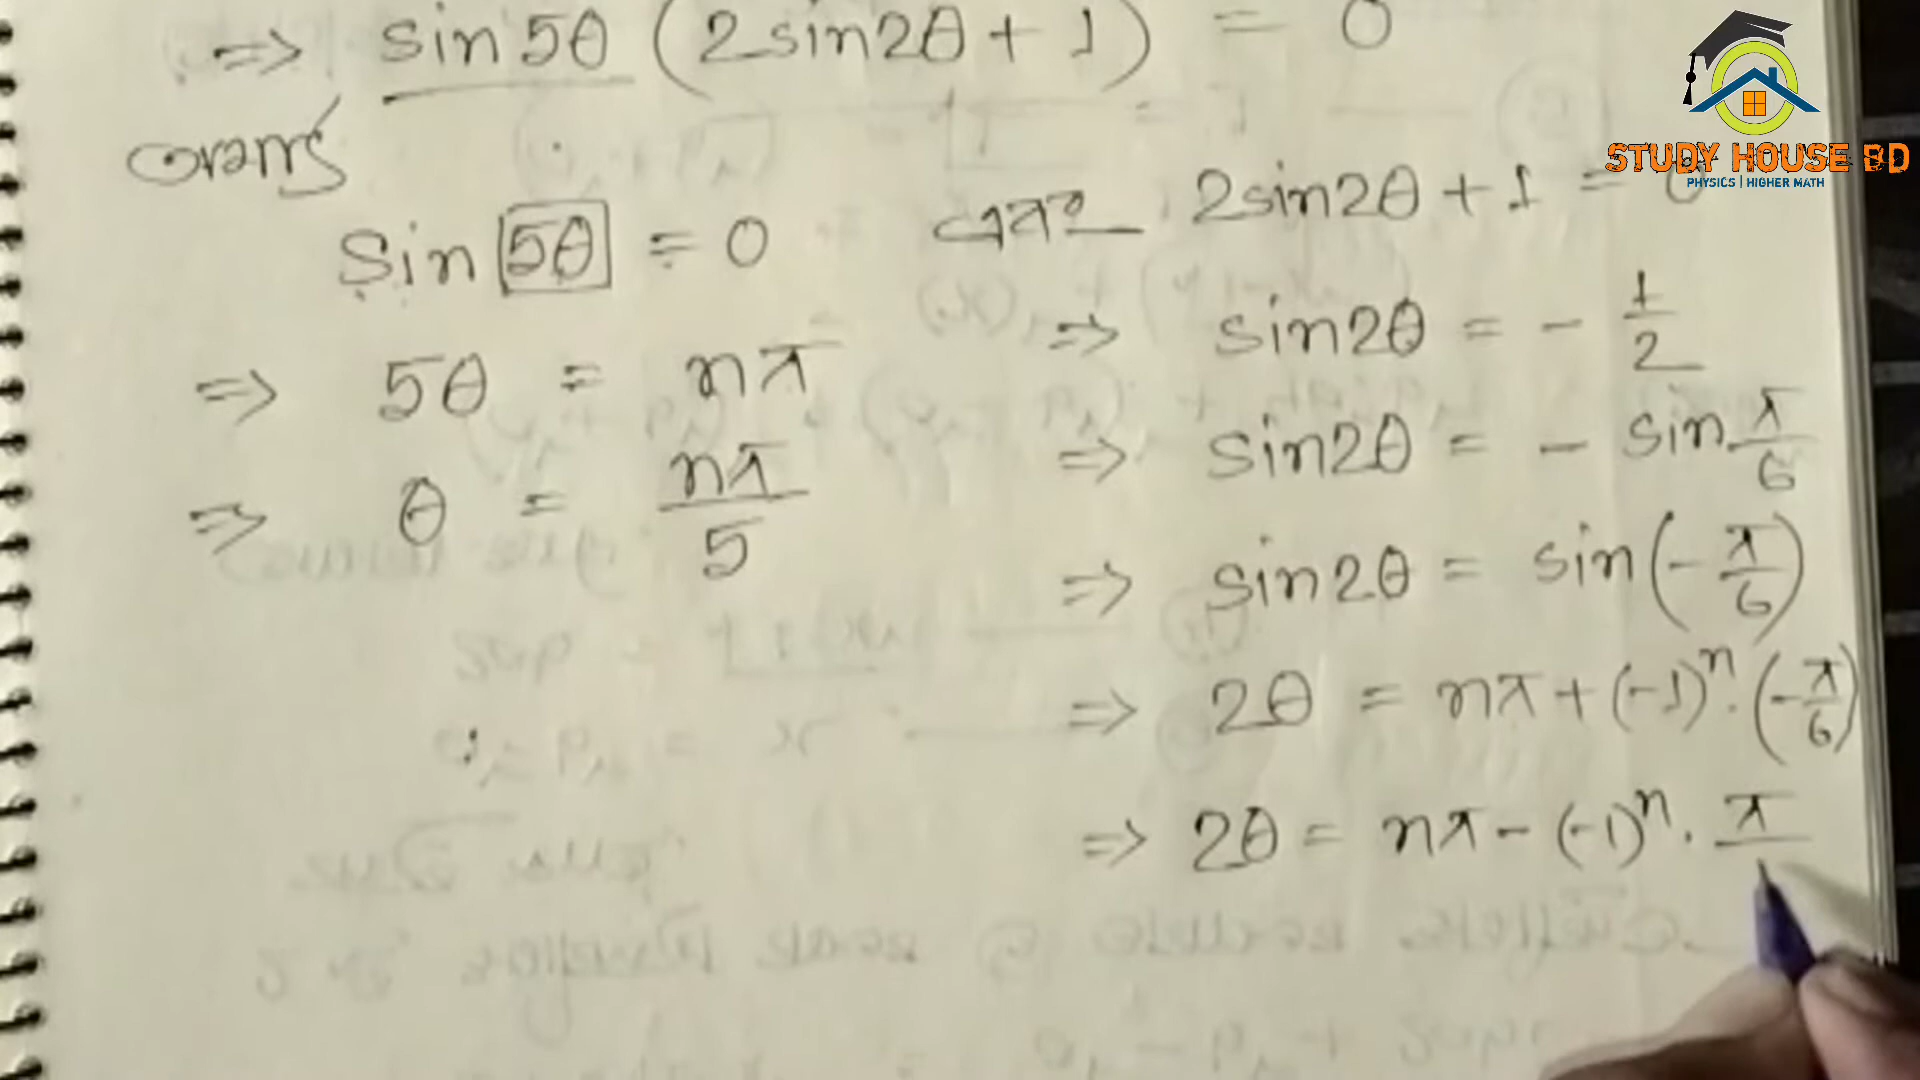 ⇒ sin5θ (2sin2θ + 1) = 0
STUDY HOUSE BD
PHYSICS | HIGHER MATH
Sin 5θ = 0
⇒ 5θ = nπ
⇒ θ = nπ/5
এবং 2sin2θ + 1 = 0
⇒ sin2θ = - 1/2
⇒ sin2θ = - sin π/6
⇒ sin2θ = sin(-π/6)
⇒ 2θ = nπ + (-1)ⁿ. (-π/6)
⇒ 2θ = nπ - (-1)ⁿ. π/